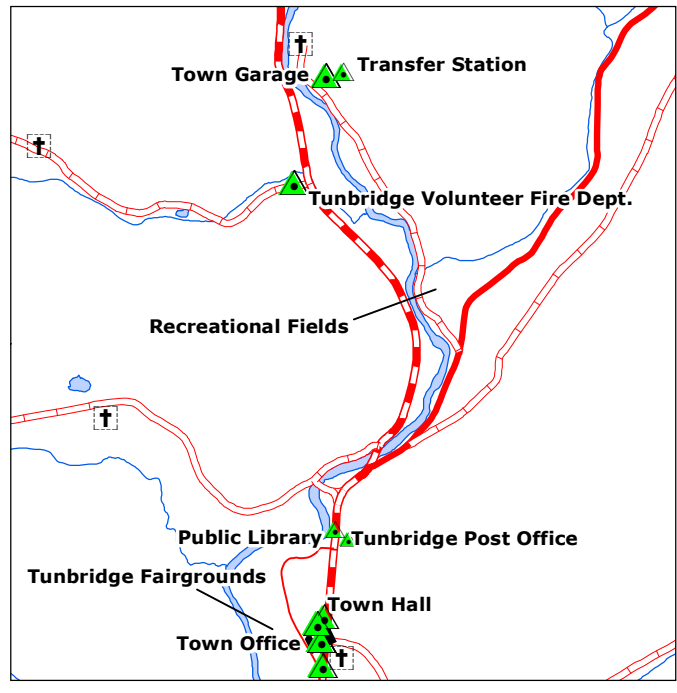 Transfer Station
Town Garage
Tunbridge Volunteer Fire Dept.
Recreational Fields
Public Library
Tunbridge Post Office
Tunbridge Fairgrounds
Town Hall
Town Office